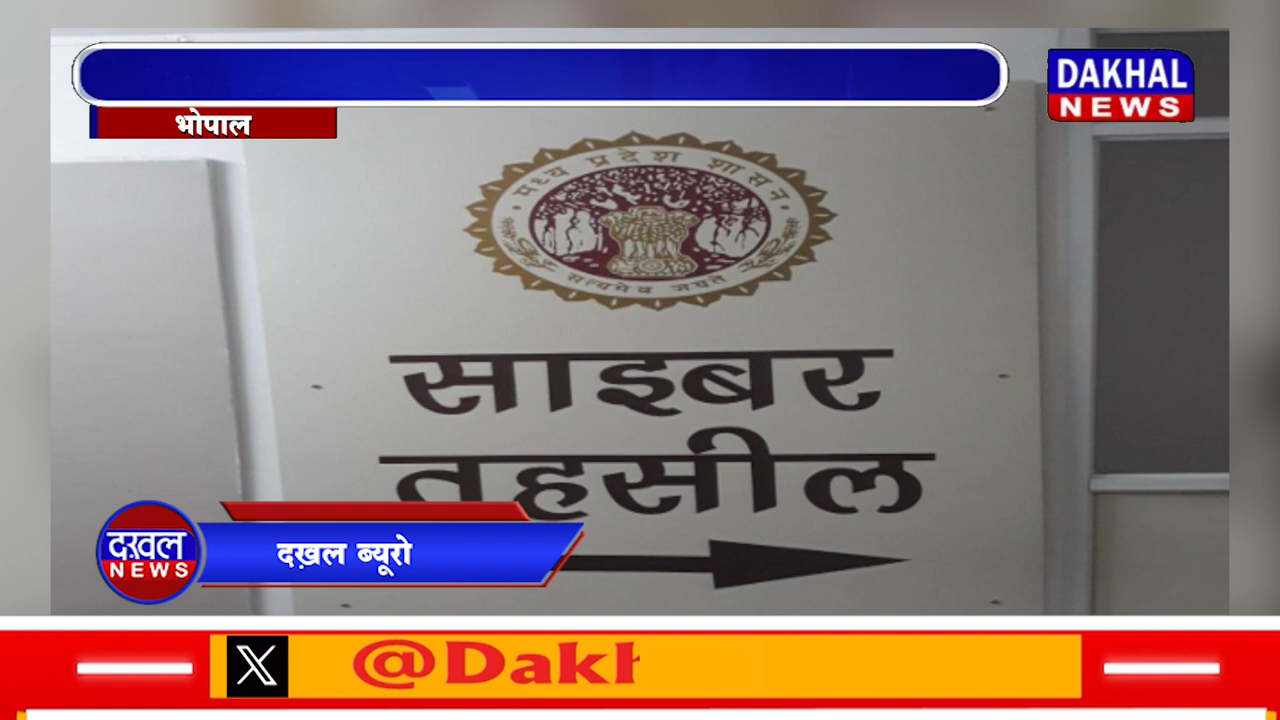 DAKHAL
NEWS
भोपाल
मध्य प्रदेश शासन
सत्यमेव जयते
साइबर
तहसील
दख़ल
NEWS
दख़ल ब्यूरो
X
@Dakh